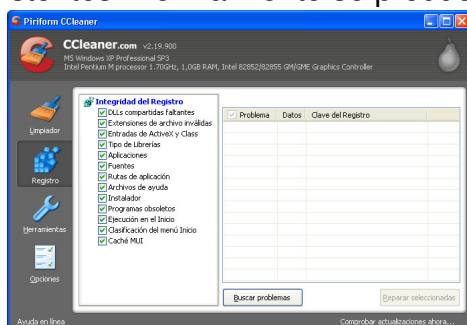 Piriform CCleaner
CCleaner.com v2.19.900
MS Windows XP Professional SP3
Intel Pentium M processor 1.70GHz, 1,0GB RAM, Intel 82852/82855 GM/GME Graphics Controller
Limpiador
Registro
Herramientas
Opciones
Integridad del Registro
DLLs compartidas faltantes
Extensiones de archivo inválidas
Entradas de ActiveX y Class
Tipo de Librerías
Aplicaciones
Fuentes
Rutas de aplicación
Archivos de ayuda
Instalador
Programas obsoletos
Ejecución en el Inicio
Clasificación del menú Inicio
Caché MUI
Problema Datos Clave del Registro
Buscar problemas
Reparar seleccionadas
Ayuda en línea
Comprobar actualizaciones ahora...